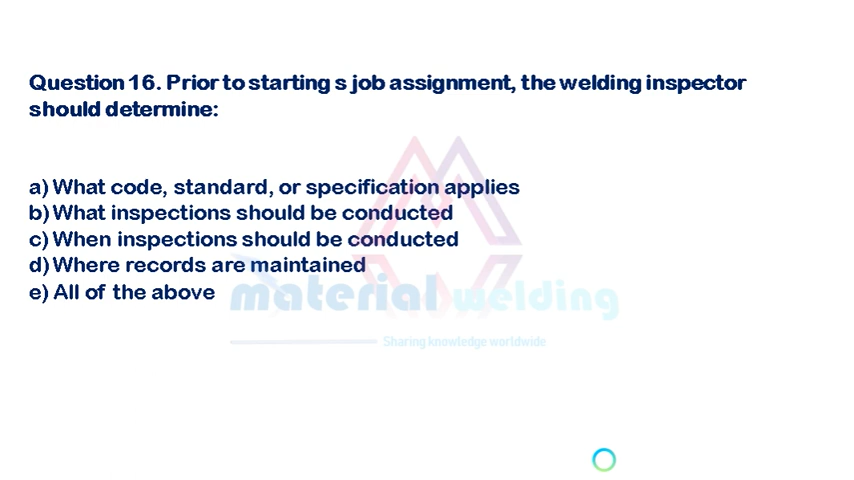 Question 16. Prior to starting s job assignment, the welding inspector
should determine:
a) What code, standard, or specification applies
b) What inspections should be conducted
c) When inspections should be conducted
d) Where records are maintained
e) All of the above
material welding
Sharing knowledge worldwide